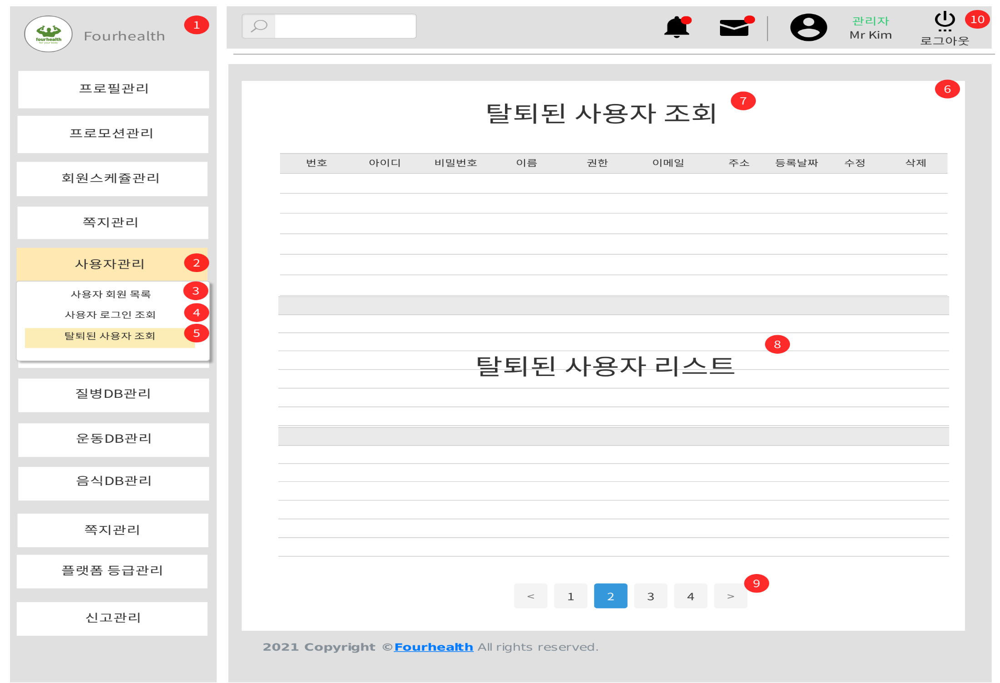 fourhealth
for your body
Fourhealth
1
프로필관리
프로모션관리
회원스케쥴관리
쪽지관리
사용자관리
2
사용자 회원 목록
3
사용자 로그인 조회
4
탈퇴된 사용자 조회
5
질병DB관리
운동DB관리
음식DB관리
쪽지관리
플랫폼 등급관리
신고관리
관리자
Mr Kim
로그아웃
10
6
탈퇴된 사용자 조회
7
번호 아이디 비밀번호 이름 권한 이메일 주소 등록날짜 수정 삭제
8
탈퇴된 사용자 리스트
9
< 1 2 3 4 >
2021 Copyright ©Fourhealth All rights reserved.